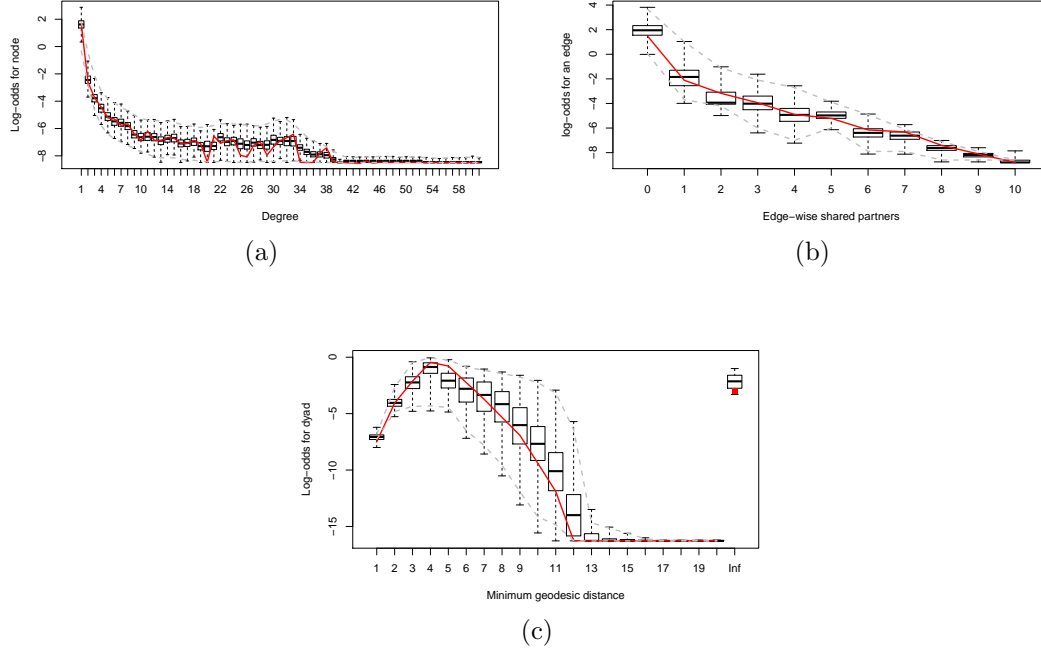 Log−odds for node
2
0
−2
−4
−6
−8
1 4 7 10 14 18 22 26 30 34 38 42 46 50 54 58
Degree
(a)
log−odds for an edge
4
2
0
−2
−4
−6
−8
0 1 2 3 4 5 6 7 8 9 10
Edge−wise shared partners
(b)
Log−odds for dyad
0
−5
−10
−15
1 2 3 4 5 6 7 8 9 11 13 15 17 19 Inf
Minimum geodesic distance
(c)